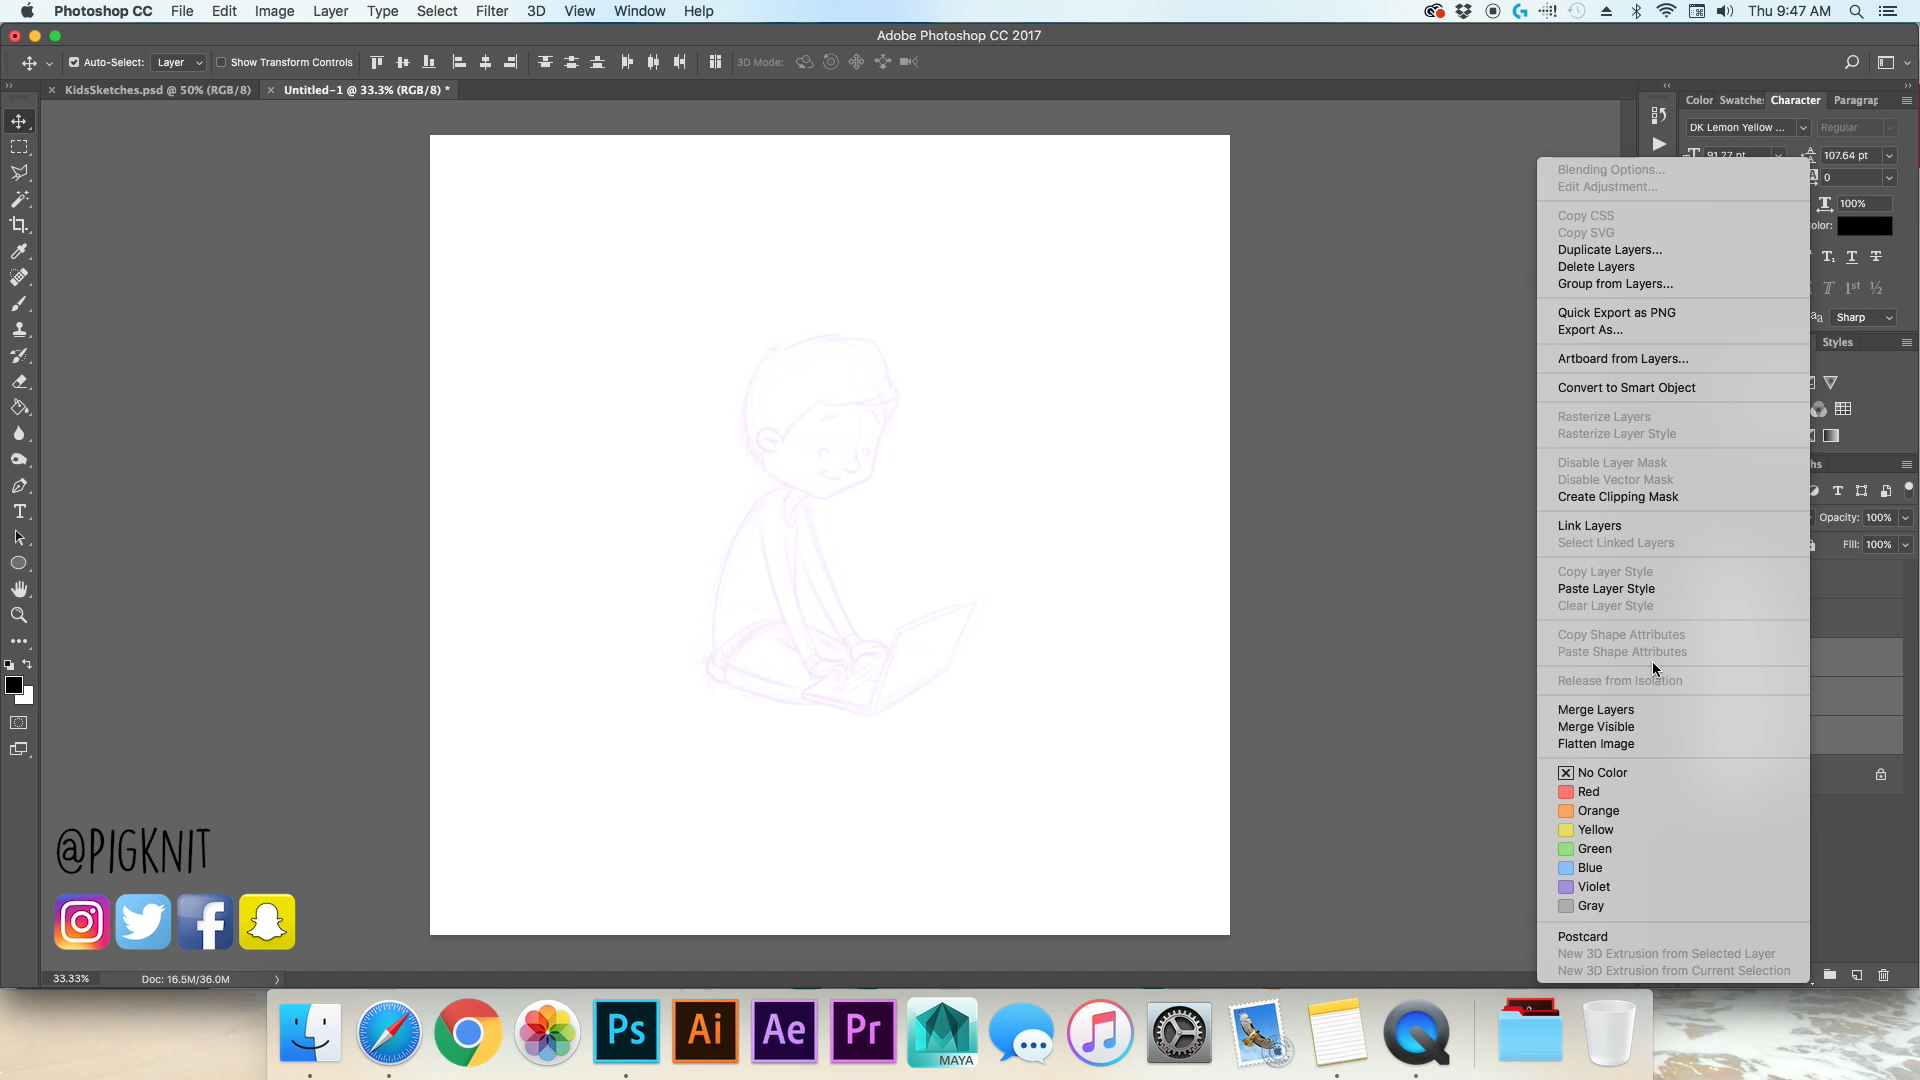 Photoshop CC File Edit Image Layer Type Select Filter 3D View Window Help Thu 9:47 AM
Adobe Photoshop CC 2017
Auto-Select: Layer Show Transform Controls 3D Mode:
KidsSketches.psd @ 50% (RGB/8) Untitled-1 @ 33.3% (RGB/8) *
Color Swatche: Character Paragrap
DK Lemon Yellow ... Regular
91.27 pt 107.64 pt
0
100%
olor:
1st ½
Sharp
Styles
hs
Opacity: 100%
Fill: 100%
Blending Options...
Edit Adjustment...
Copy CSS
Copy SVG
Duplicate Layers...
Delete Layers
Group from Layers...
Quick Export as PNG
Export As...
Artboard from Layers...
Convert to Smart Object
Rasterize Layers
Rasterize Layer Style
Disable Layer Mask
Disable Vector Mask
Create Clipping Mask
Link Layers
Select Linked Layers
Copy Layer Style
Paste Layer Style
Clear Layer Style
Copy Shape Attributes
Paste Shape Attributes
Release from Isolation
Merge Layers
Merge Visible
Flatten Image
No Color
Red
Orange
Yellow
Green
Blue
Violet
Gray
Postcard
New 3D Extrusion from Selected Layer
New 3D Extrusion from Current Selection
@PIGKNIT
33.33% Doc: 16.5M/36.0M
Ps Ai Ae Pr MAYA